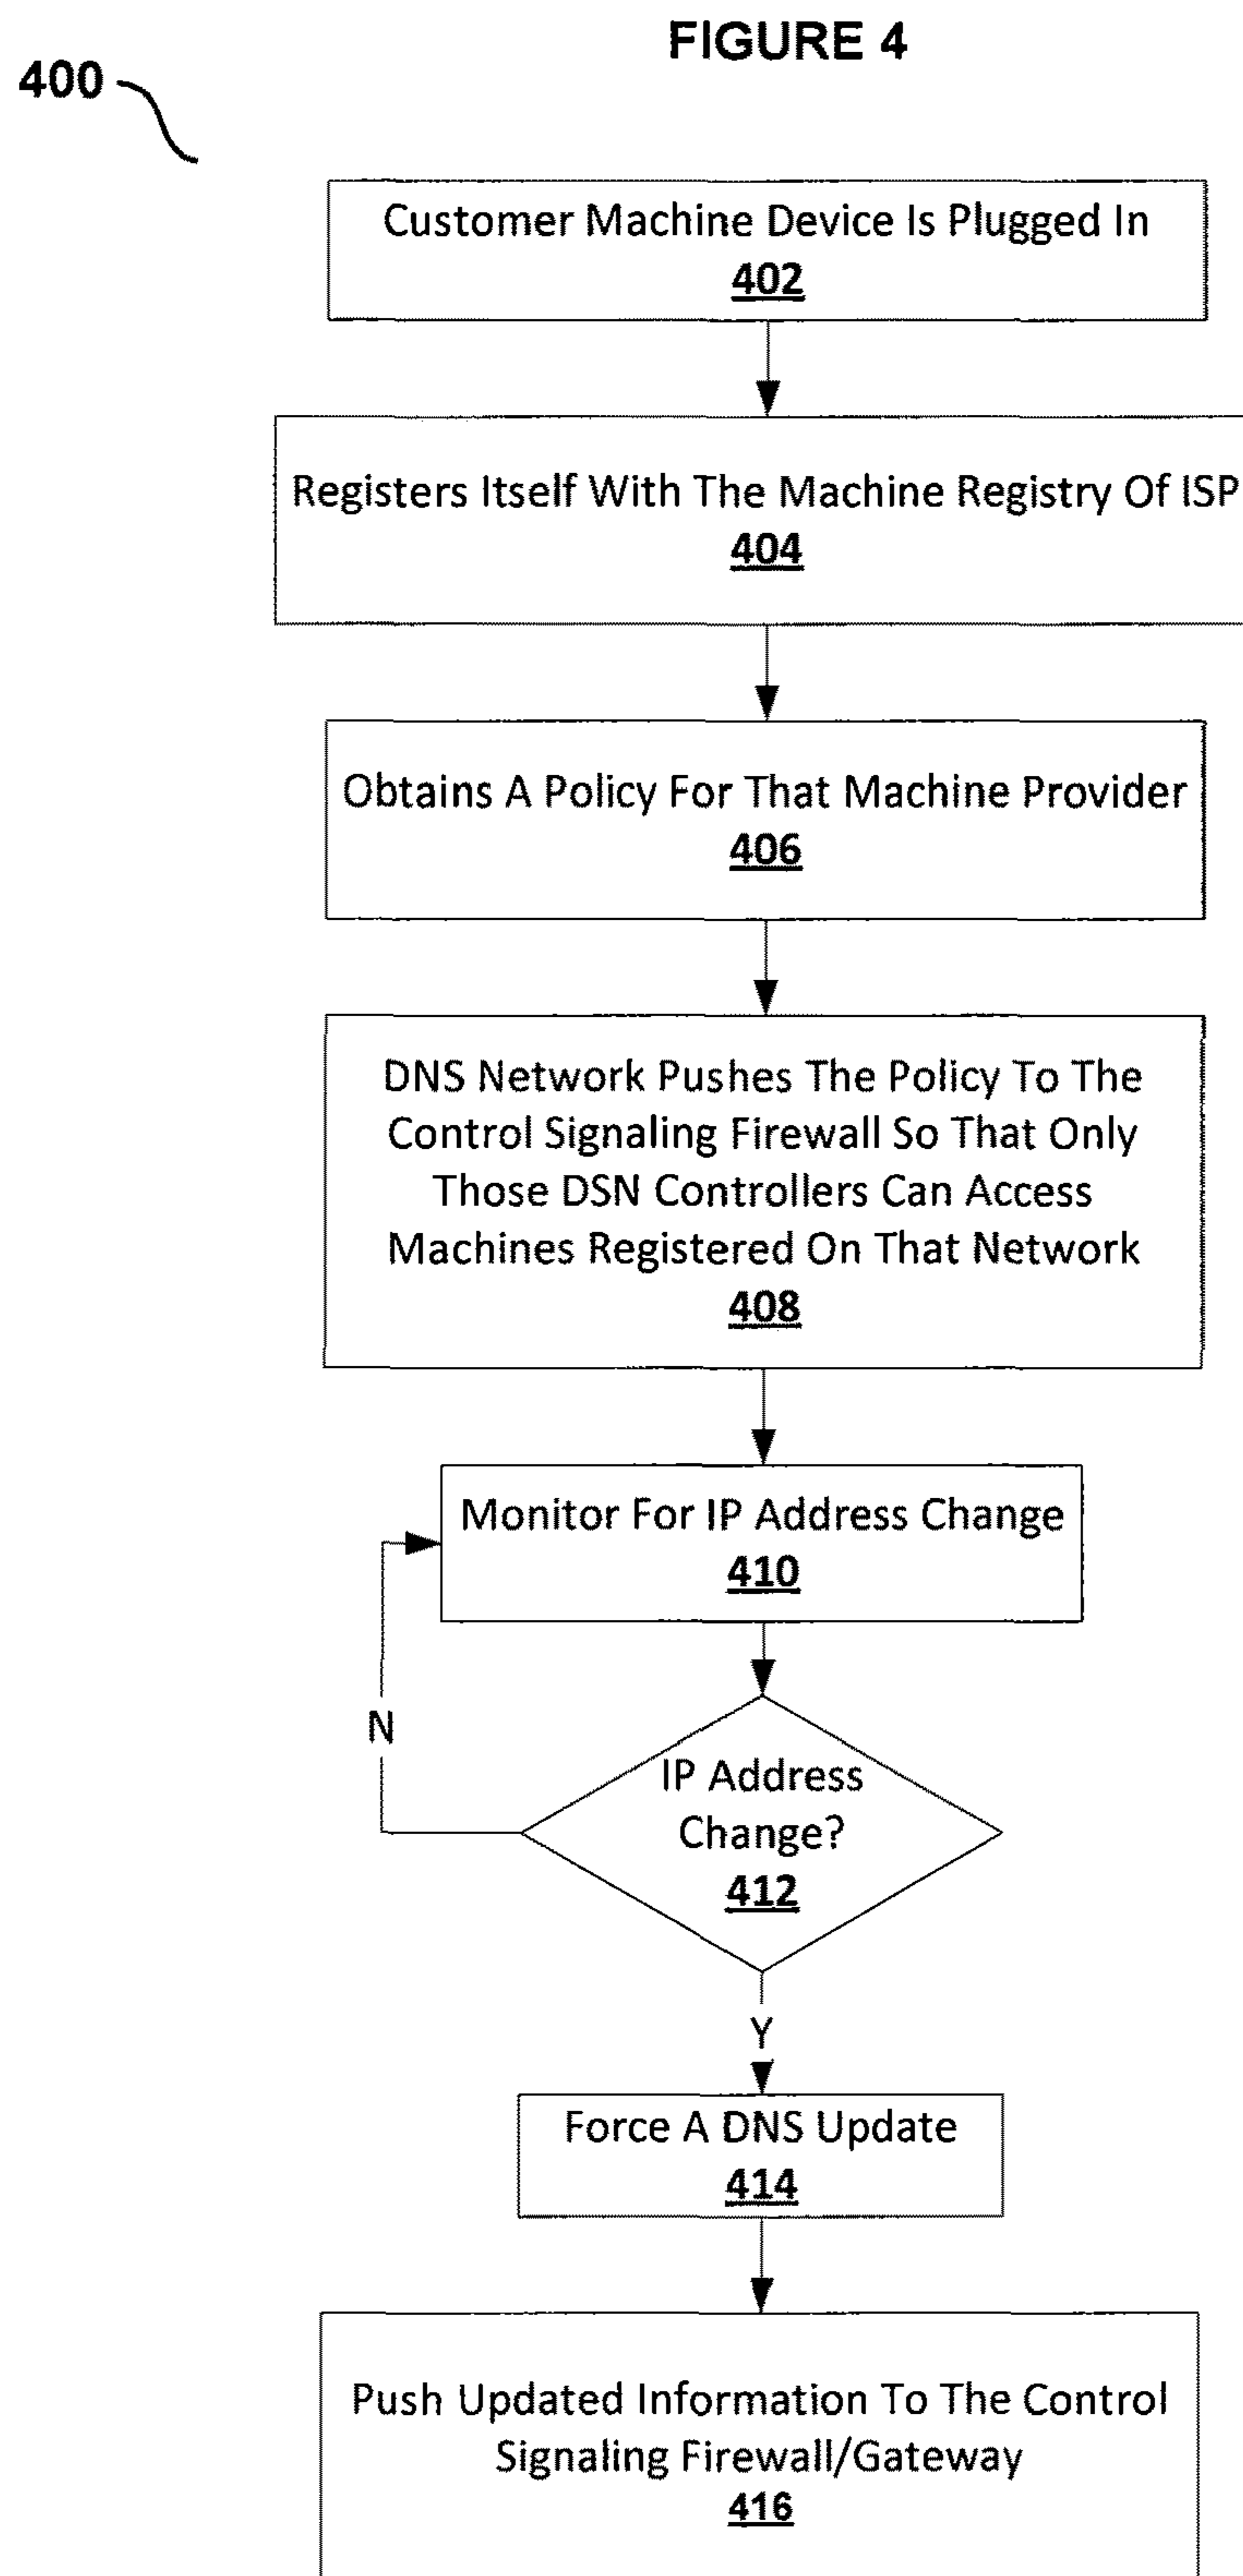 FIGURE 4
400
Customer Machine Device Is Plugged In
402
Registers Itself With The Machine Registry Of ISP
404
Obtains A Policy For That Machine Provider
406
DNS Network Pushes The Policy To The
Control Signaling Firewall So That Only
Those DSN Controllers Can Access
Machines Registered On That Network
408
Monitor For IP Address Change
410
N
IP Address
Change?
412
Y
Force A DNS Update
414
Push Updated Information To The Control
Signaling Firewall/Gateway
416